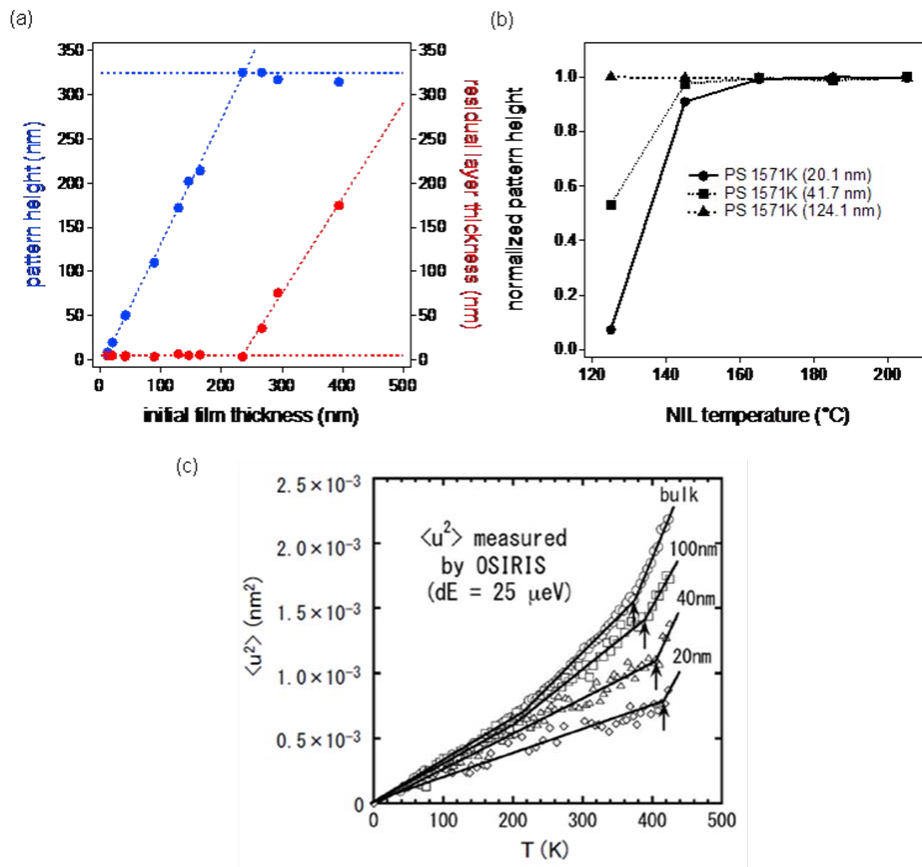 (a)
350
300
250
200
150
100
50
0
pattern height (nm)
350
300
250
200
150
100
50
0
residual layer thickness (nm)
0 100 200 300 400 500
initial film thickness (nm)
(b)
1.0
0.8
0.6
0.4
0.2
0.0
normalized pattern height
PS 1571K (20.1 nm)
PS 1571K (41.7 nm)
PS 1571K (124.1 nm)
120 140 160 180 200
NIL temperature (°C)
(c)
2.5×10⁻³
2.0×10⁻³
1.5×10⁻³
1.0×10⁻³
0.5×10⁻³
0
<u²> (nm²)
<u²> measured
by OSIRIS
(dE = 25 μeV)
bulk
100nm
40nm
20nm
0 100 200 300 400 500
T (K)